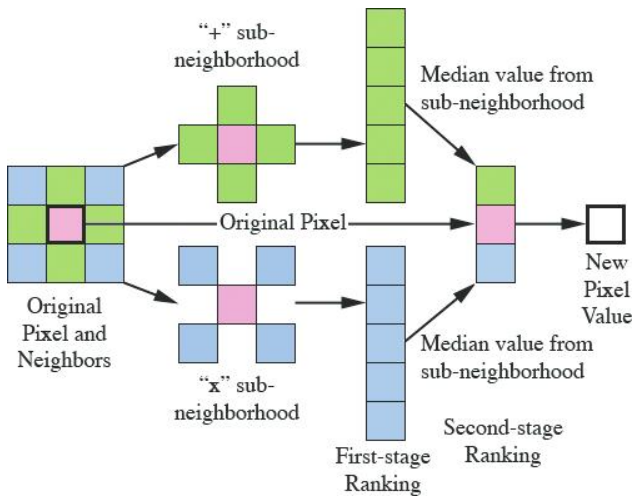 “+” sub-
neighborhood
Median value from
sub-neighborhood
Original Pixel
Original
Pixel and
Neighbors
New
Pixel
Value
“x” sub-
neighborhood
Median value from
sub-neighborhood
First-stage
Ranking
Second-stage
Ranking